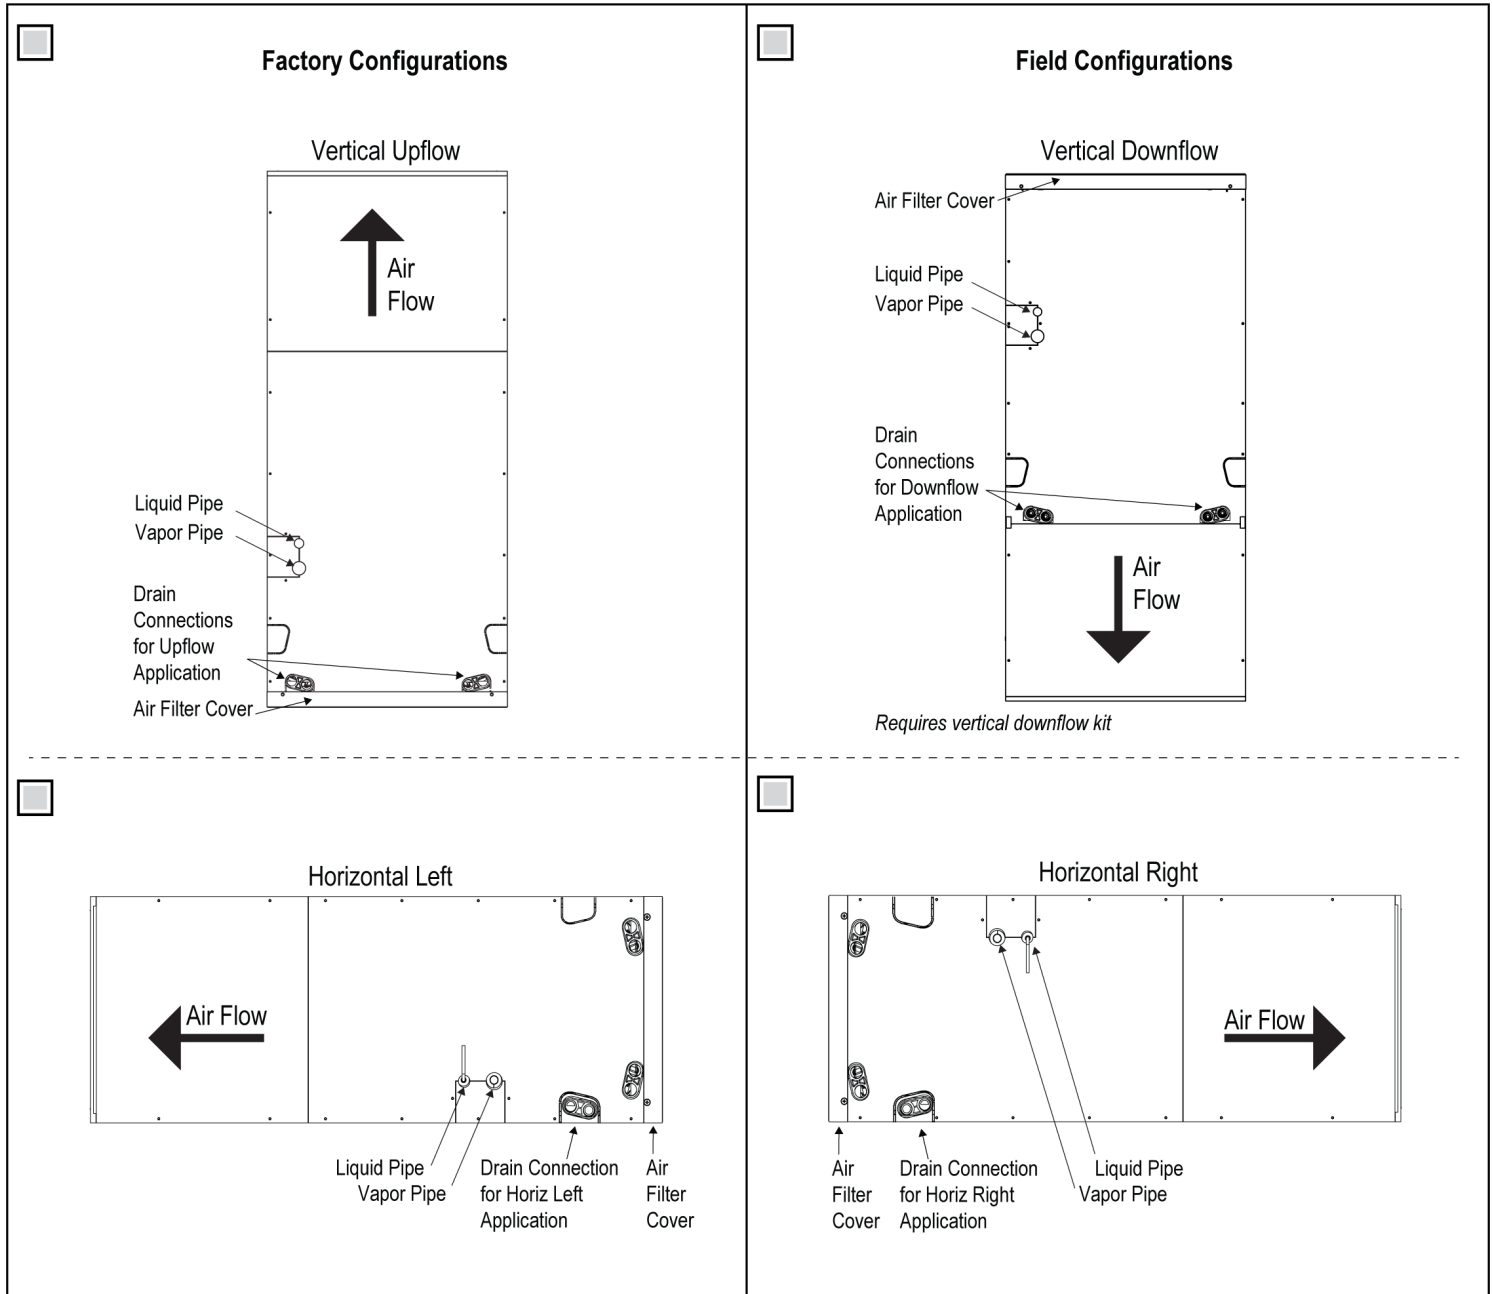 Factory Configurations
Vertical Upflow
Air
Flow
Liquid Pipe
Vapor Pipe
Drain
Connections
for Upflow
Application
Air Filter Cover
Field Configurations
Vertical Downflow
Air Filter Cover
Liquid Pipe
Vapor Pipe
Drain
Connections
for Downflow
Application
Air
Flow
Requires vertical downflow kit
Horizontal Left
Air Flow
Liquid Pipe
Vapor Pipe
Drain Connection
for Horiz Left
Application
Air
Filter
Cover
Horizontal Right
Air Flow
Air
Filter
Cover
Drain Connection
for Horiz Right
Application
Liquid Pipe
Vapor Pipe